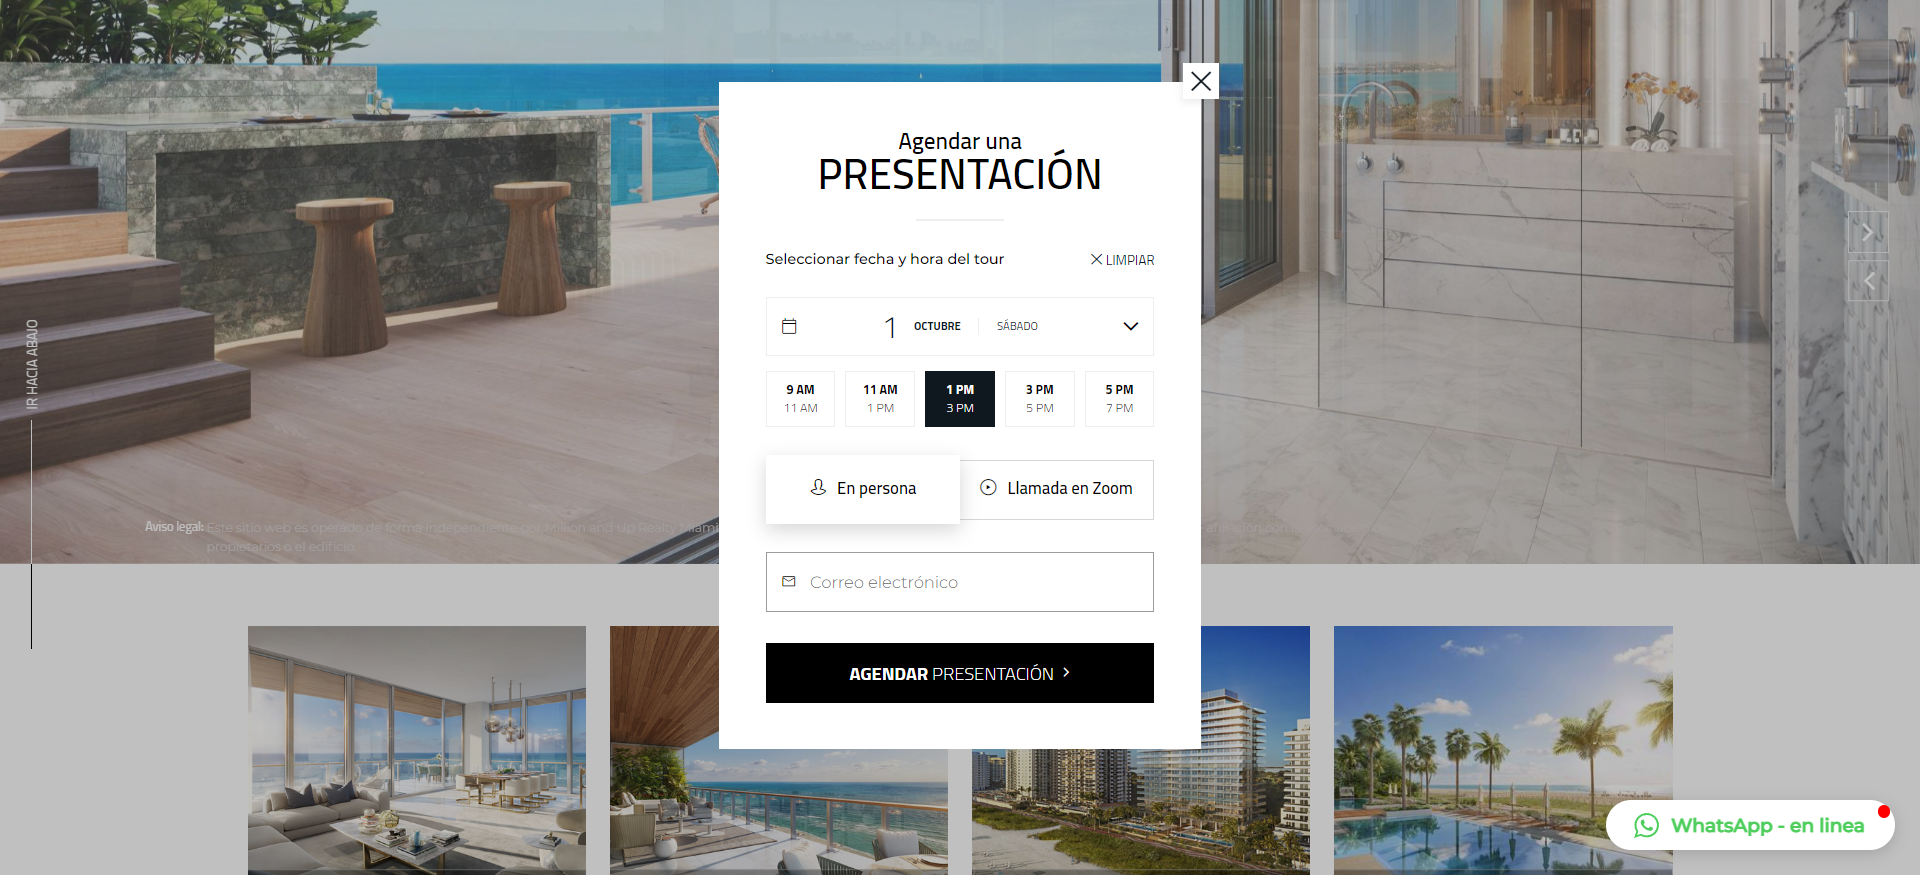 Agendar una
PRESENTACIÓN
Seleccionar fecha y hora del tour
LIMPIAR
1 OCTUBRE SÁBADO
9 AM 11 AM 1 PM 3 PM 5 PM
11 AM 1 PM 3 PM 5 PM 7 PM
En persona Llamada en Zoom
Correo electrónico
AGENDAR PRESENTACIÓN
IR HACIA ABAJO
Aviso legal: Este sitio web es operado de forma independiente por Million and Up Realty Miami
propietarios o el edificio.
WhatsApp - en linea